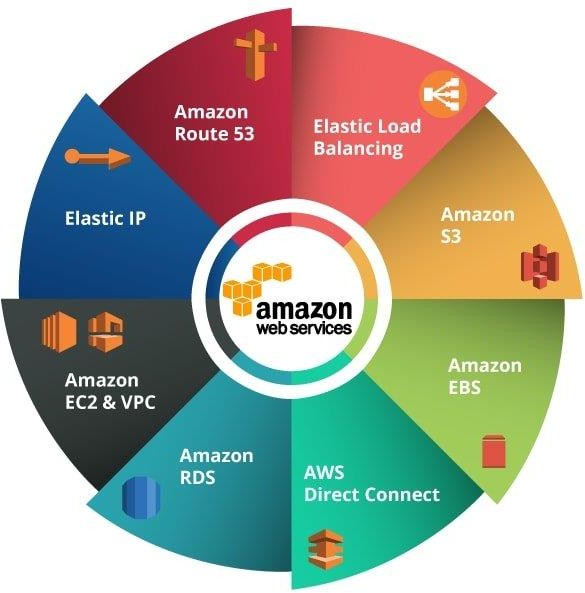 Amazon
Route 53
Elastic Load
Balancing
Elastic IP
Amazon
S3
amazon
web services
Amazon
EC2 & VPC
Amazon
EBS
Amazon
RDS
AWS
Direct Connect